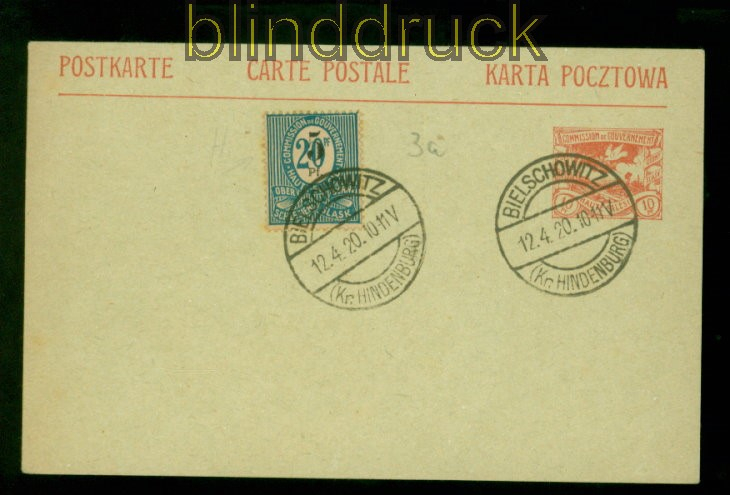 blinddruck
POSTKARTE CARTE POSTALE KARTA POCZTOWA
COMMISSION DE GOUVERNEMENT
5
20
Pf
3a
COMMISSION DE GOUVERNEMENT
10
BIELSCHOWITZ
12.4.20.10-11V
(Kr. HINDENBURG)
BIELSCHOWITZ
12.4.20.10-11V
(Kr. HINDENBURG)